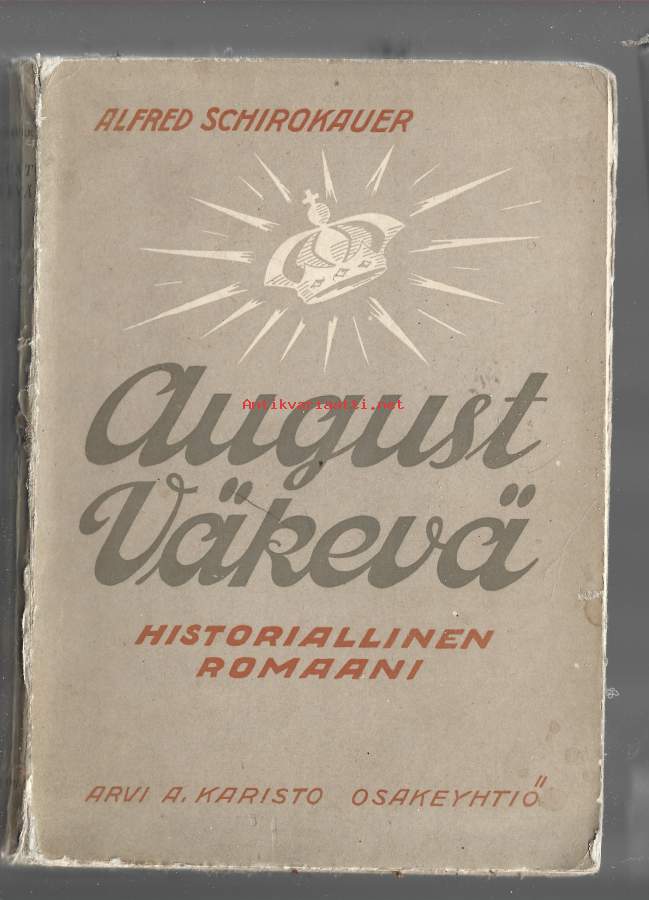 ALFRED SCHIROKAUER
Antikvariaatti.net
August
Väkevä
HISTORIALLINEN
ROMAANI
ARVI A. KARISTO OSAKEYHTIÖ